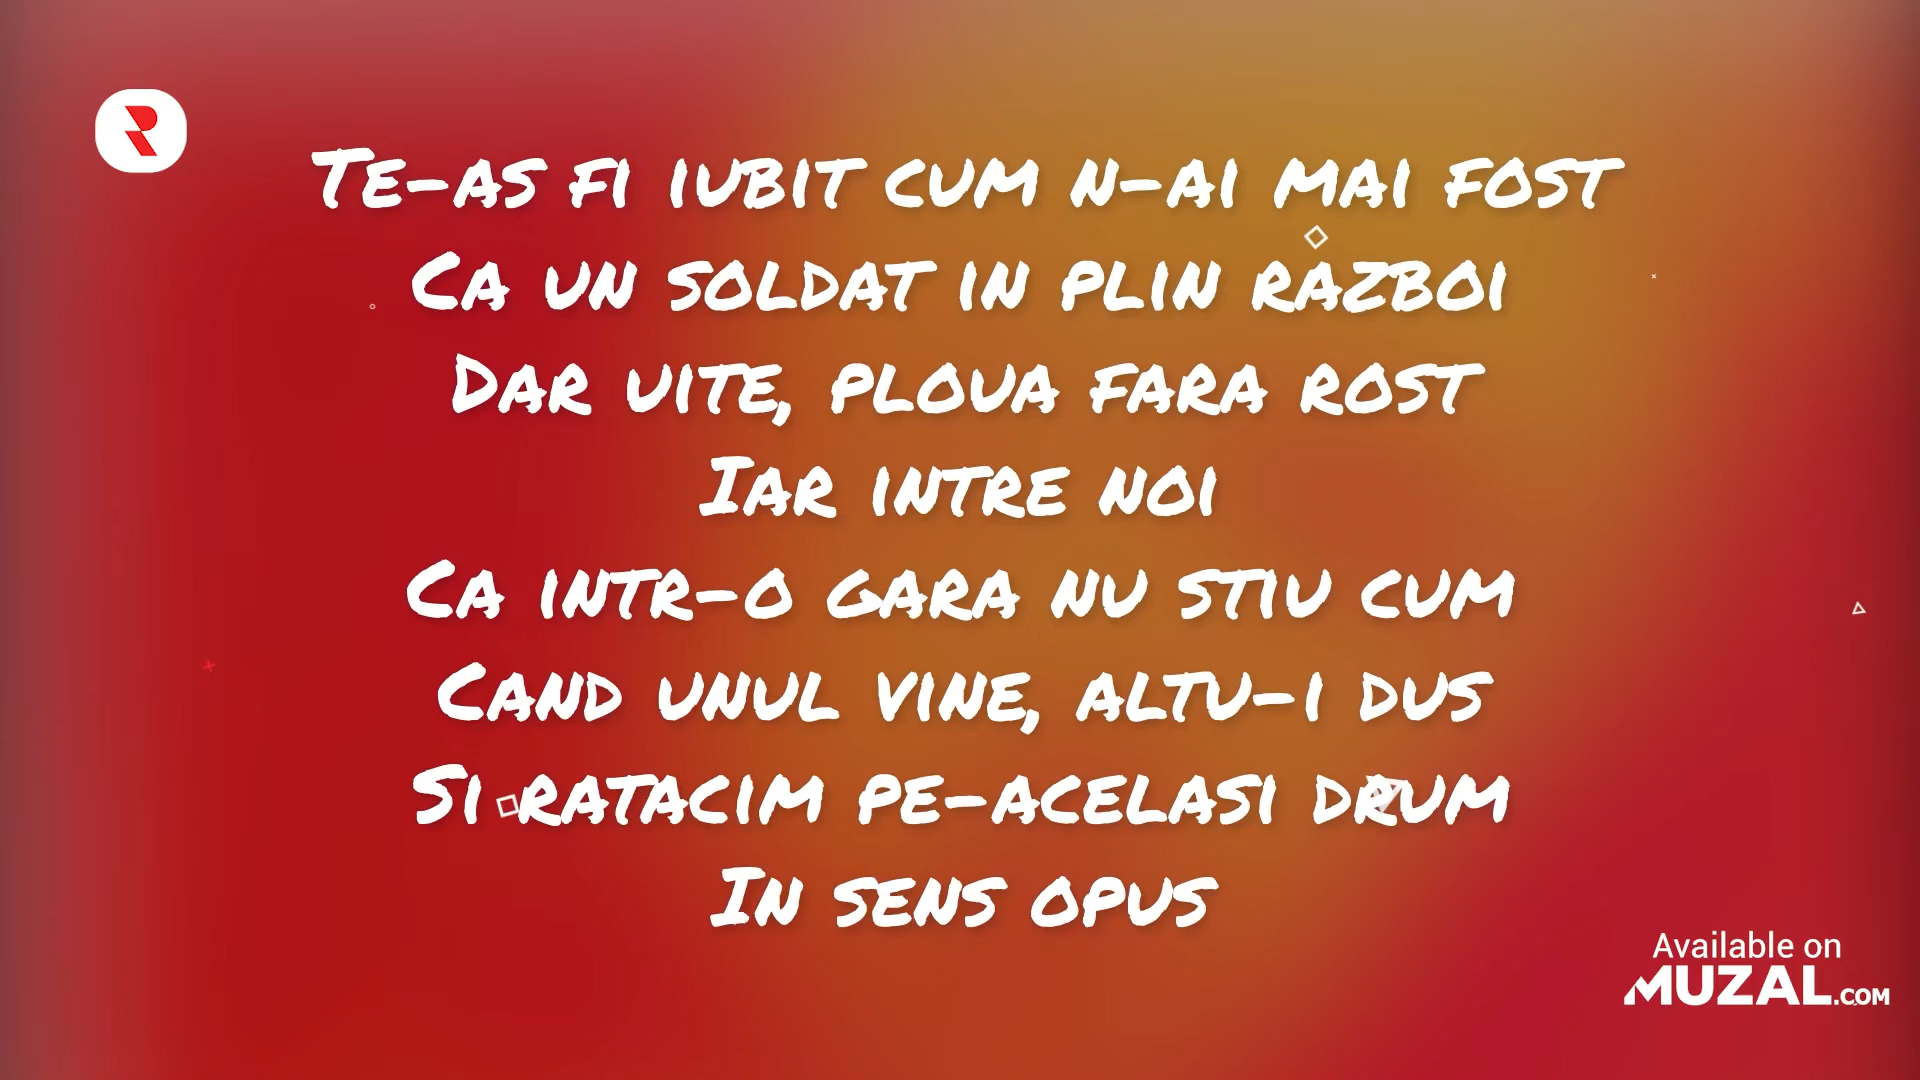 Te-as fi iubit cum n-ai mai fost
Ca un soldat in plin razboi
Dar uite, ploua fara rost
Iar intre noi
Ca intr-o gara nu stiu cum
Cand unul vine, altu-i dus
Si ratacim pe-acelasi drum
In sens opus
Available on
MUZAL.COM